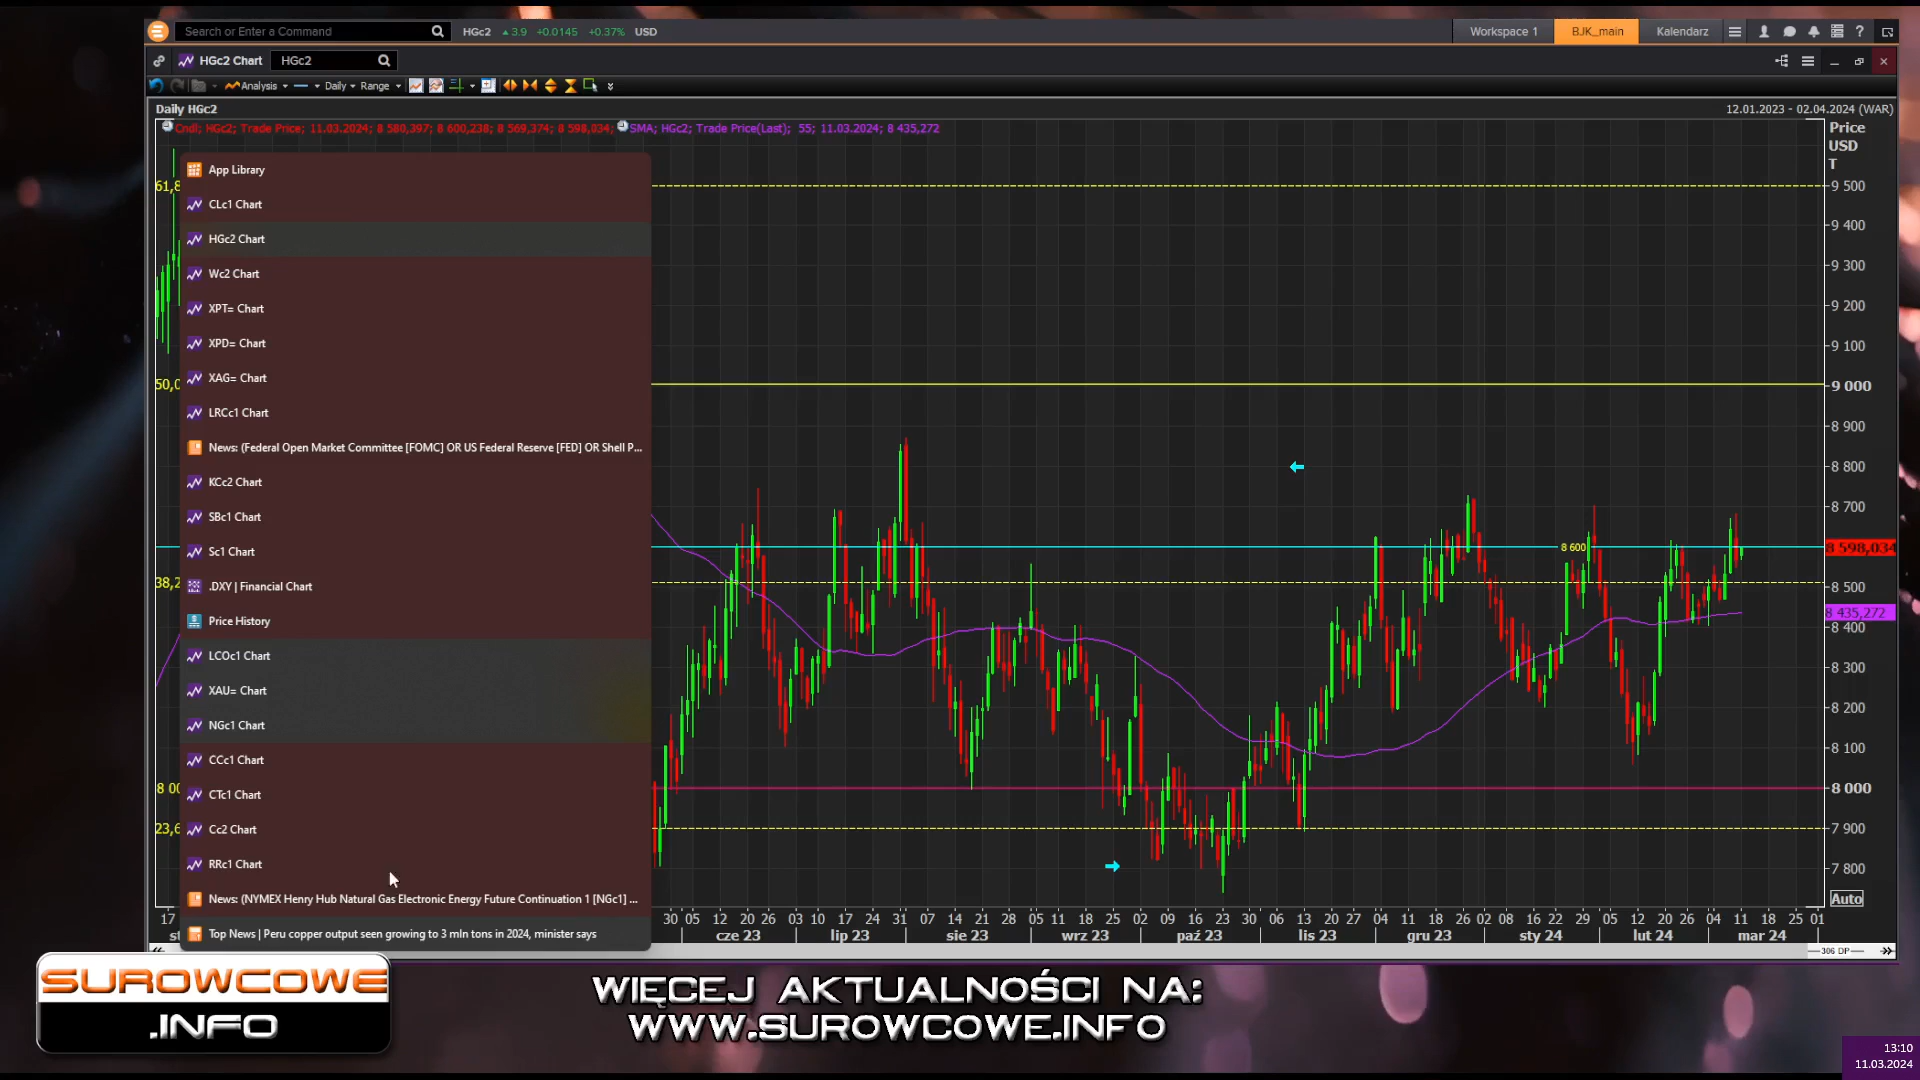 Search or Enter a Command
HGc2 ▲3.9 +0.0145 +0.37% USD
Workspace 1
BJK_main
Kalendarz
HGc2 Chart
HGc2
Analysis
Daily
Range
Daily HGc2
12.01.2023 - 02.04.2024 (WAR)
Cndl; HGc2; Trade Price; 11.03.2024; 8 580,397; 8 600,238; 8 569,374; 8 598,034; SMA; HGc2; Trade Price(Last); 55; 11.03.2024; 8 435,272
Price
USD
T
61,8
50,0
38,2
8 00
23,6
App Library
CLc1 Chart
HGc2 Chart
Wc2 Chart
XPT= Chart
XPD= Chart
XAG= Chart
LRCc1 Chart
News: (Federal Open Market Committee [FOMC] OR US Federal Reserve [FED] OR Shell P...
KCc2 Chart
SBc1 Chart
Sc1 Chart
.DXY | Financial Chart
Price History
LCOc1 Chart
XAU= Chart
NGc1 Chart
CCc1 Chart
CTc1 Chart
Cc2 Chart
RRc1 Chart
News: (NYMEX Henry Hub Natural Gas Electronic Energy Future Continuation 1 [NGc1] ...
Top News | Peru copper output seen growing to 3 mln tons in 2024, minister says
8 600
9 500
9 400
9 300
9 200
9 100
9 000
8 900
8 800
8 700
8 598,034
8 500
8 435,272
8 400
8 300
8 200
8 100
8 000
7 900
7 800
Auto
17 30 05 12 20 26 03 10 17 24 31 07 14 21 28 05 11 18 25 02 09 16 23 30 06 13 20 27 04 11 18 26 02 08 16 22 29 05 12 20 26 04 11 18 25 01
st cze 23 lip 23 sie 23 wrz 23 paź 23 lis 23 gru 23 sty 24 lut 24 mar 24
306 DP
SUROWCOWE
.INFO
WIĘCEJ AKTUALNOŚCI NA:
WWW.SUROWCOWE.INFO
13:10
11.03.2024